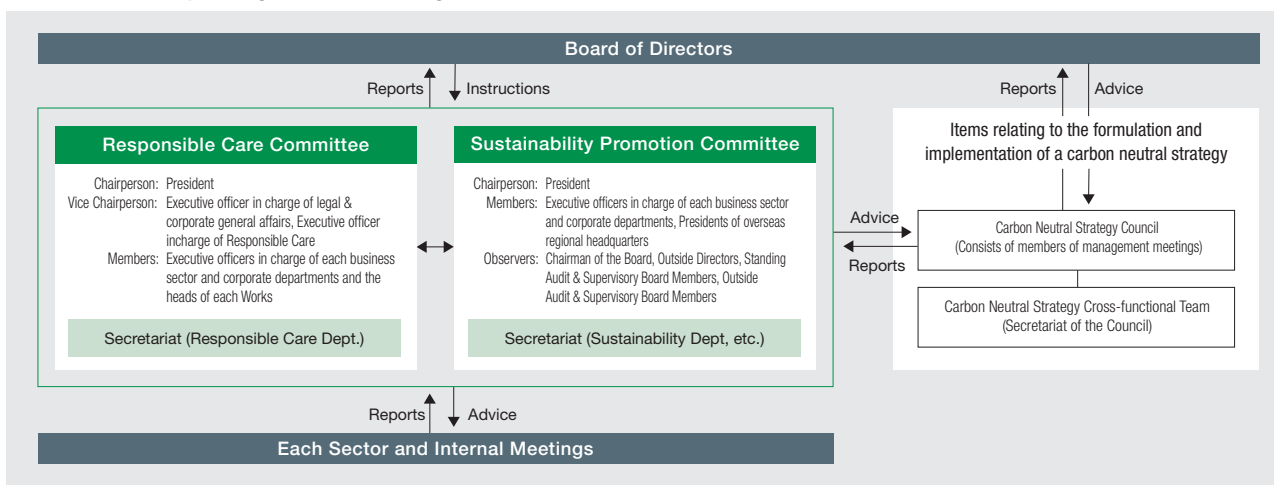 Board of Directors
Reports
Instructions
Reports
Advice
Responsible Care Committee
Chairperson: President
Vice Chairperson: Executive officer in charge of legal &
corporate general affairs, Executive officer
incharge of Responsible Care
Members: Executive officers in charge of each business
sector and corporate departments and the
heads of each Works
Secretariat (Responsible Care Dept.)
Sustainability Promotion Committee
Chairperson: President
Members: Executive officers in charge of each business sector
and corporate departments, Presidents of overseas
regional headquarters
Observers: Chairman of the Board, Outside Directors, Standing
Audit & Supervisory Board Members, Outside
Audit & Supervisory Board Members
Secretariat (Sustainability Dept, etc.)
Advice
Reports
Items relating to the formulation and
implementation of a carbon neutral strategy
Carbon Neutral Strategy Council
(Consists of members of management meetings)
Carbon Neutral Strategy Cross-functional Team
(Secretariat of the Council)
Reports
Advice
Each Sector and Internal Meetings